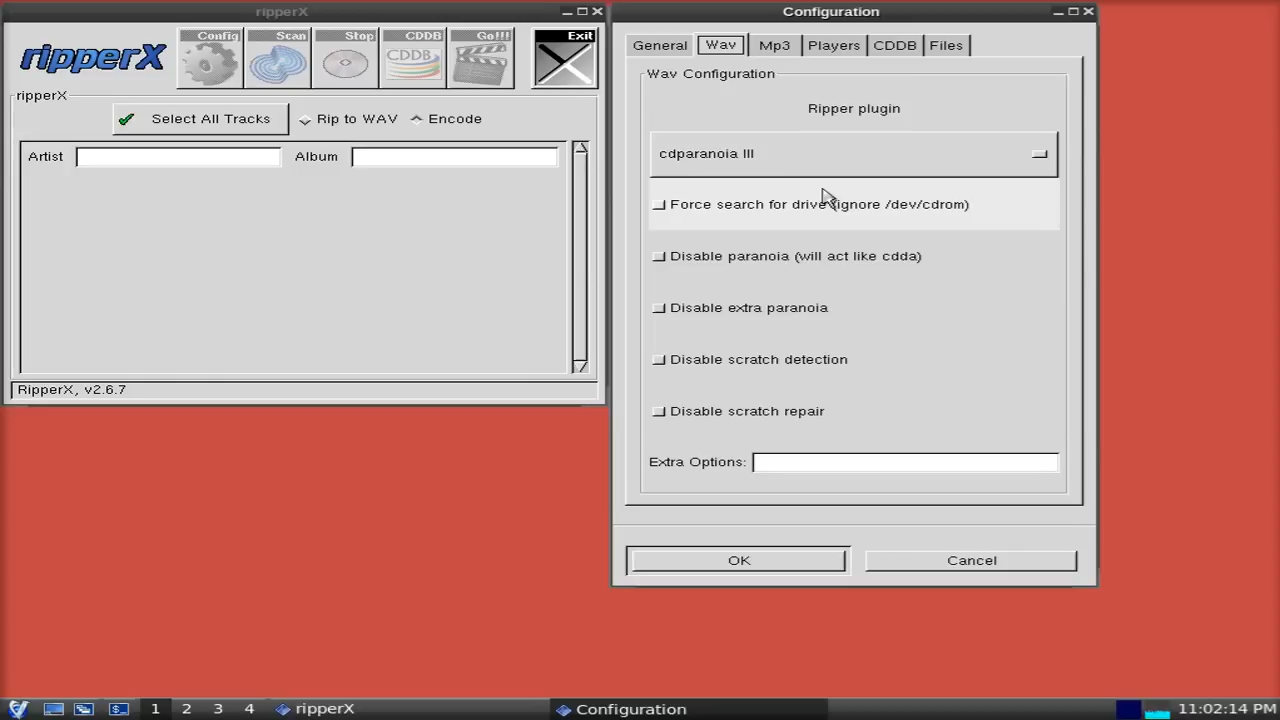 ripperX
ripperX
Config
Scan
Stop
CDDB
CDDB
Go!!!
Exit
ripperX
Select All Tracks
Rip to WAV
Encode
Artist
Album
RipperX, v2.6.7
Configuration
General
Wav
Mp3
Players
CDDB
Files
Wav Configuration
Ripper plugin
cdparanoia III
Force search for drive (ignore /dev/cdrom)
Disable paranoia (will act like cdda)
Disable extra paranoia
Disable scratch detection
Disable scratch repair
Extra Options:
OK
Cancel
1 2 3 4 ripperX Configuration 11:02:14 PM